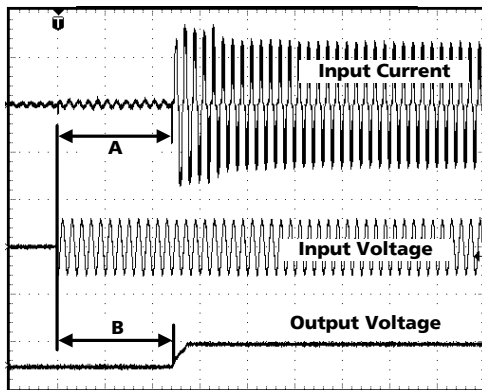 T
Input Current
A
Input Voltage
B
Output Voltage